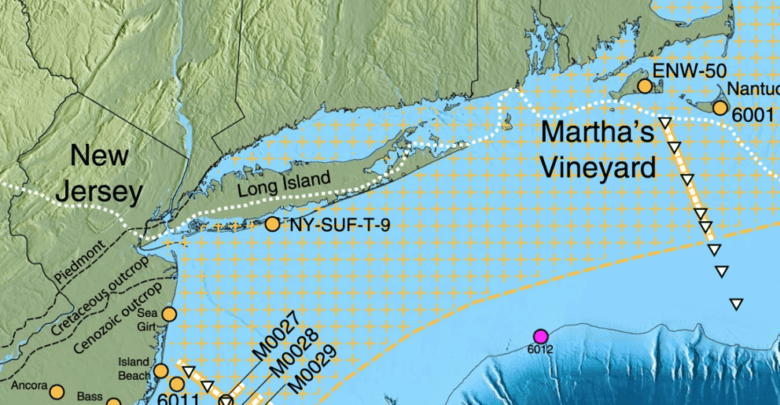 ENW-50
Nantuc
6001
Martha's
Vineyard
New
Jersey
Long Island
NY-SUF-T-9
Piedmont
Cretaceous outcrop
Cenozoic outcrop
Sea
Girt
M0027
M0028
M0029
6012
Island
Beach
6011
Ancora
Bass